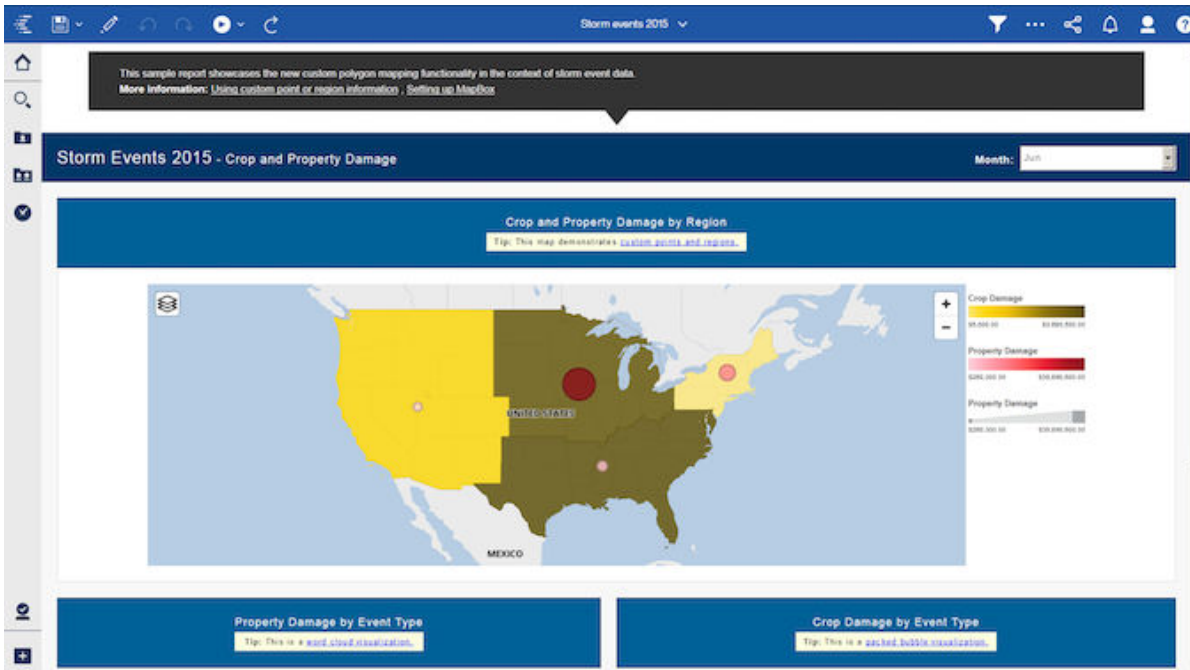 Storm events 2015
?
This sample report showcases the new custom polygon mapping functionality in the context of storm event data.
More information: Using custom point or region information , Setting up MapBox
Storm Events 2015 - Crop and Property Damage
Month: Jun
Crop and Property Damage by Region
Tip: This map demonstrates custom points and regions.
+
−
Crop Damage
Property Damage
Property Damage
UNITED STATES
MEXICO
Property Damage by Event Type
Tip: This is a word cloud visualization.
Crop Damage by Event Type
Tip: This is a packed bubble visualization.